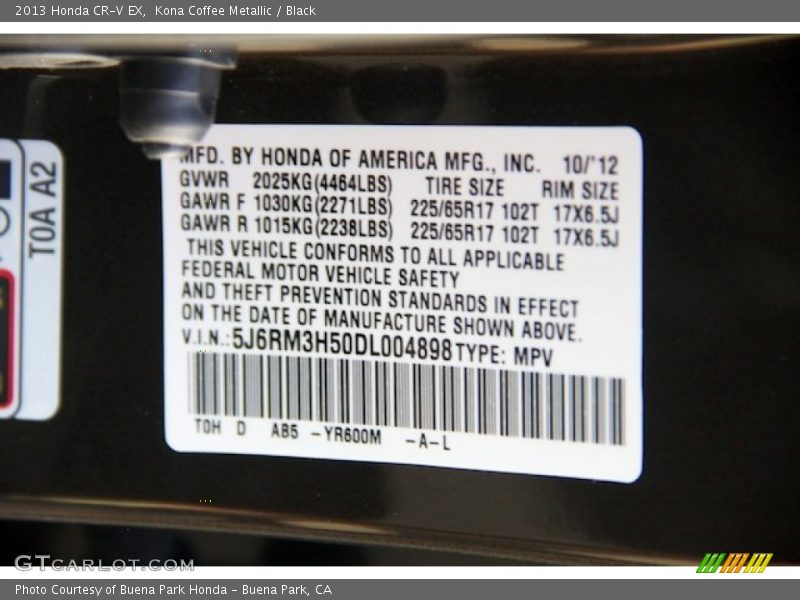 2013 Honda CR-V EX, Kona Coffee Metallic / Black
MFD. BY HONDA OF AMERICA MFG., INC. 10/'12
GVWR 2025KG(4464LBS) TIRE SIZE RIM SIZE
GAWR F 1030KG(2271LBS) 225/65R17 102T 17X6.5J
GAWR R 1015KG(2238LBS) 225/65R17 102T 17X6.5J
THIS VEHICLE CONFORMS TO ALL APPLICABLE
FEDERAL MOTOR VEHICLE SAFETY
AND THEFT PREVENTION STANDARDS IN EFFECT
ON THE DATE OF MANUFACTURE SHOWN ABOVE.
V.I.N.:5J6RM3H50DL004898 TYPE: MPV
T0H D AB5 -YR600M -A-L
T0A A2
GTCARLOT.COM
Photo Courtesy of Buena Park Honda - Buena Park, CA